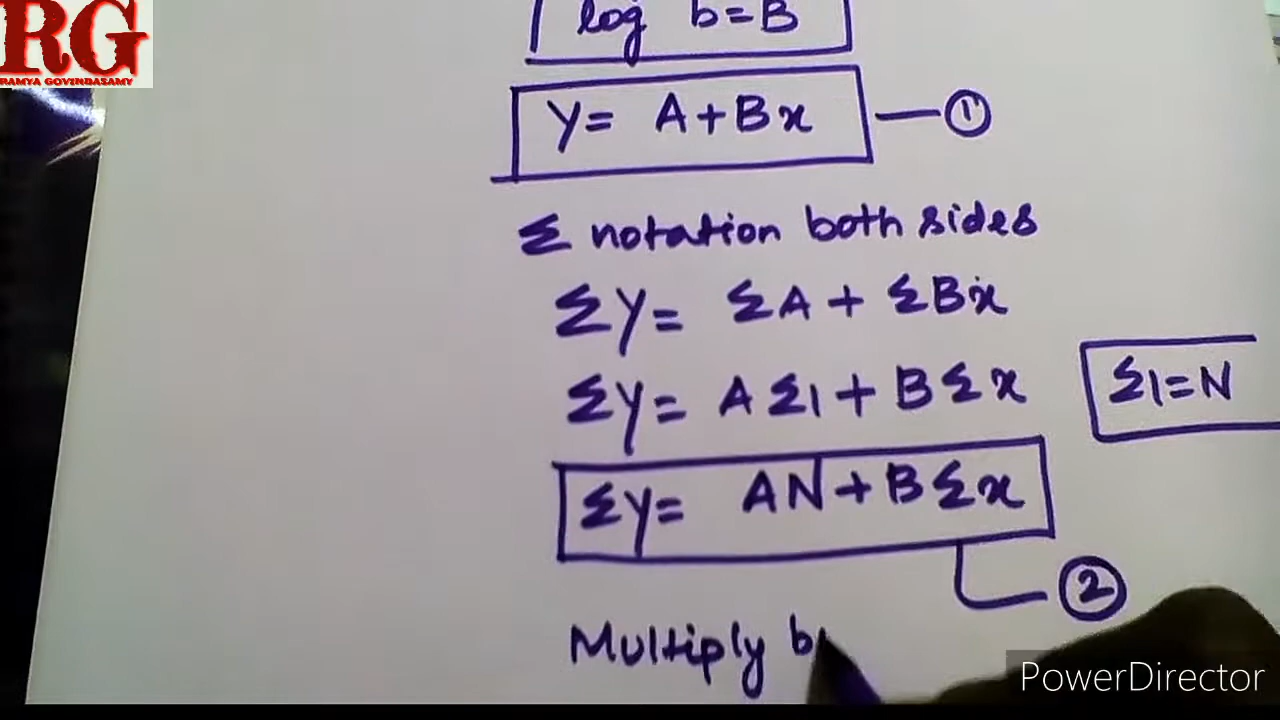 RG
RAMYA GOVINDASAMY
log b=B
Y= A+Bx —①
Σ notation both sides
ΣY= ΣA + ΣBx
ΣY= AΣ1 + BΣx
Σ1=N
ΣY= AN + BΣx
②
Multiply b
PowerDirector